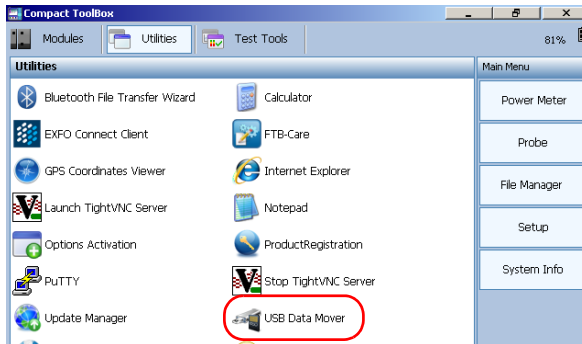 Compact ToolBox
Modules Utilities Test Tools 81%
Utilities
Main Menu
Bluetooth File Transfer Wizard Calculator
Power Meter
EXFO Connect Client FTB-Care
Probe
GPS Coordinates Viewer Internet Explorer
File Manager
Launch TightVNC Server Notepad
Setup
Options Activation ProductRegistration
System Info
PuTTY Stop TightVNC Server
Update Manager USB Data Mover